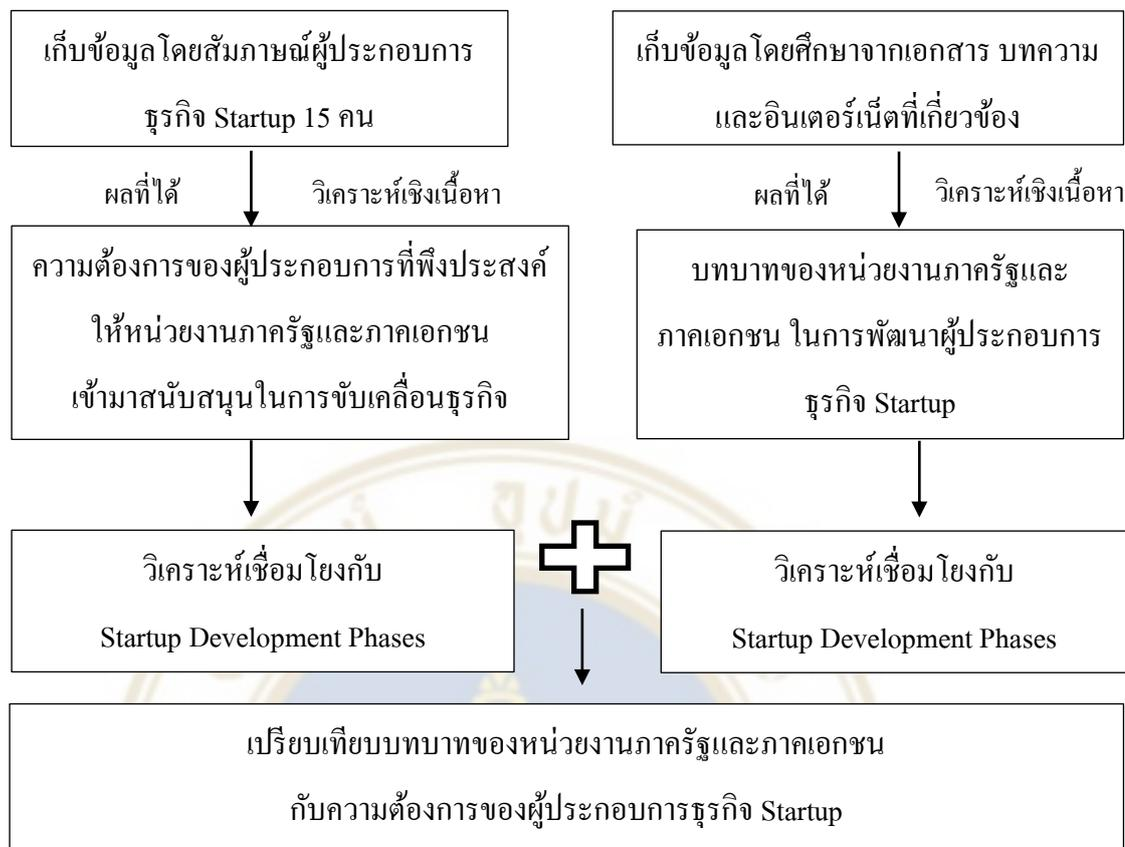 เก็บข้อมูลโดยสัมภาษณ์ผู้ประกอบการ
ธุรกิจ Startup 15 คน
เก็บข้อมูลโดยศึกษาจากเอกสาร บทความ
และอินเตอร์เน็ตที่เกี่ยวข้อง
ผลที่ได้
วิเคราะห์เชิงเนื้อหา
ผลที่ได้
วิเคราะห์เชิงเนื้อหา
ความต้องการของผู้ประกอบการที่พึงประสงค์
ให้หน่วยงานภาครัฐและภาคเอกชน
เข้ามาสนับสนุนในการขับเคลื่อนธุรกิจ
บทบาทของหน่วยงานภาครัฐและ
ภาคเอกชน ในการพัฒนาผู้ประกอบการ
ธุรกิจ Startup
วิเคราะห์เชื่อมโยงกับ
Startup Development Phases
วิเคราะห์เชื่อมโยงกับ
Startup Development Phases
เปรียบเทียบบทบาทของหน่วยงานภาครัฐและภาคเอกชน
กับความต้องการของผู้ประกอบการธุรกิจ Startup